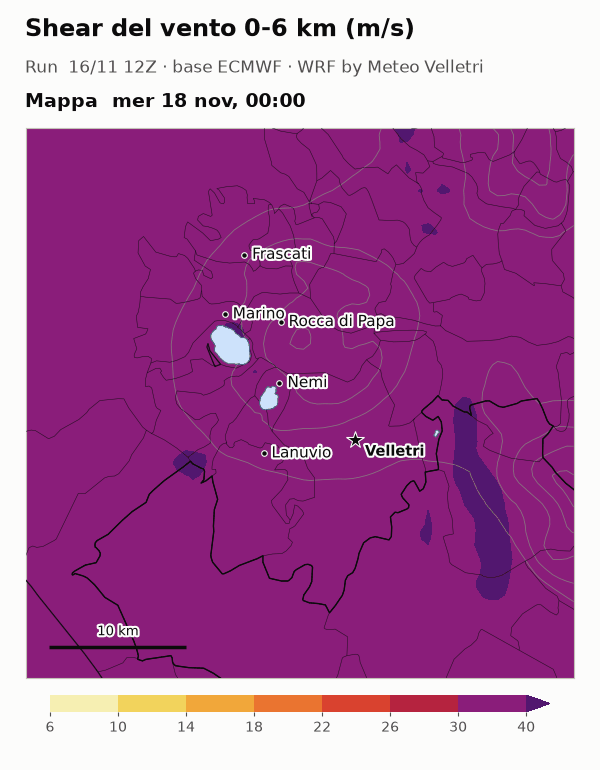 Shear del vento 0-6 km (m/s)
Run 16/11 12Z · base ECMWF · WRF by Meteo Velletri
Mappa mer 18 nov, 00:00
Frascati
Marino
Rocca di Papa
Nemi
Velletri
Lanuvio
10 km
6 10 14 18 22 26 30 40